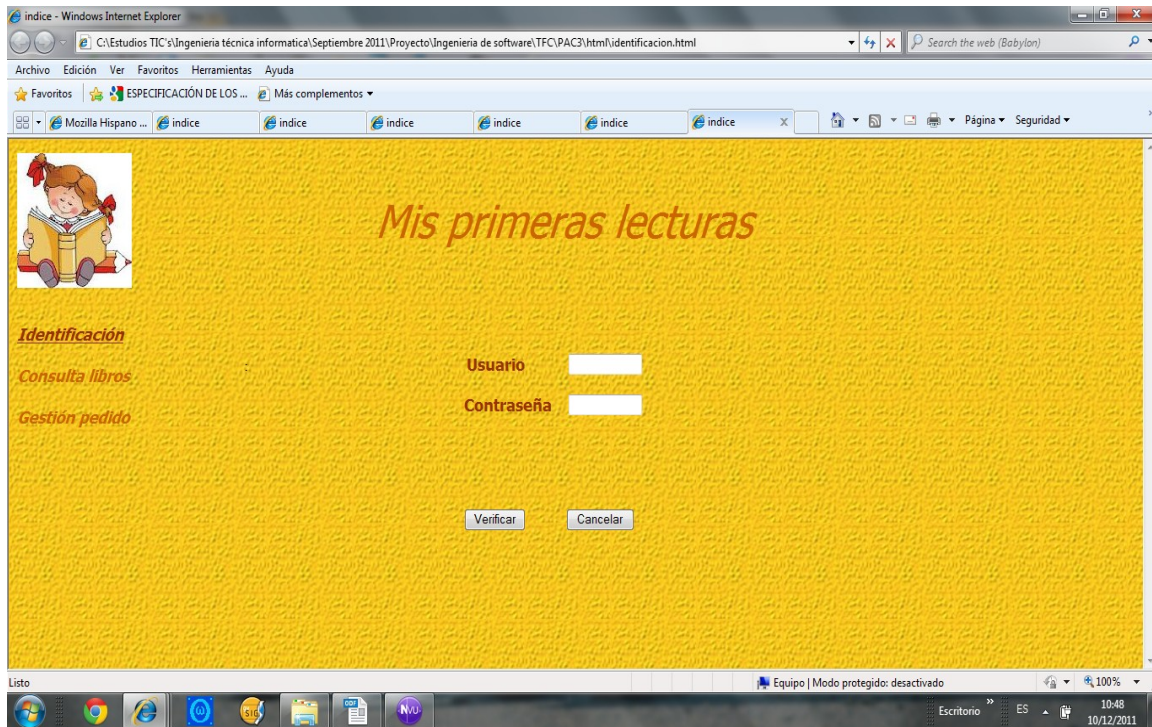 indice - Windows Internet Explorer
C:\Estudios TIC's\Ingenieria técnica informatica\Septiembre 2011\Proyecto\Ingenieria de software\TFC\PAC3\html\identificacion.html
Search the web (Babylon)
Archivo Edición Ver Favoritos Herramientas Ayuda
Favoritos ESPECIFICACIÓN DE LOS ... Más complementos
Mozilla Hispano ... indice indice indice indice indice indice Página Seguridad
Mis primeras lecturas
Identificación
Consulta libros
Gestión pedido
Usuario
Contraseña
Verificar Cancelar
Listo Equipo | Modo protegido: desactivado 100%
SIG ODF NVU Escritorio ES 10:48
10/12/2011